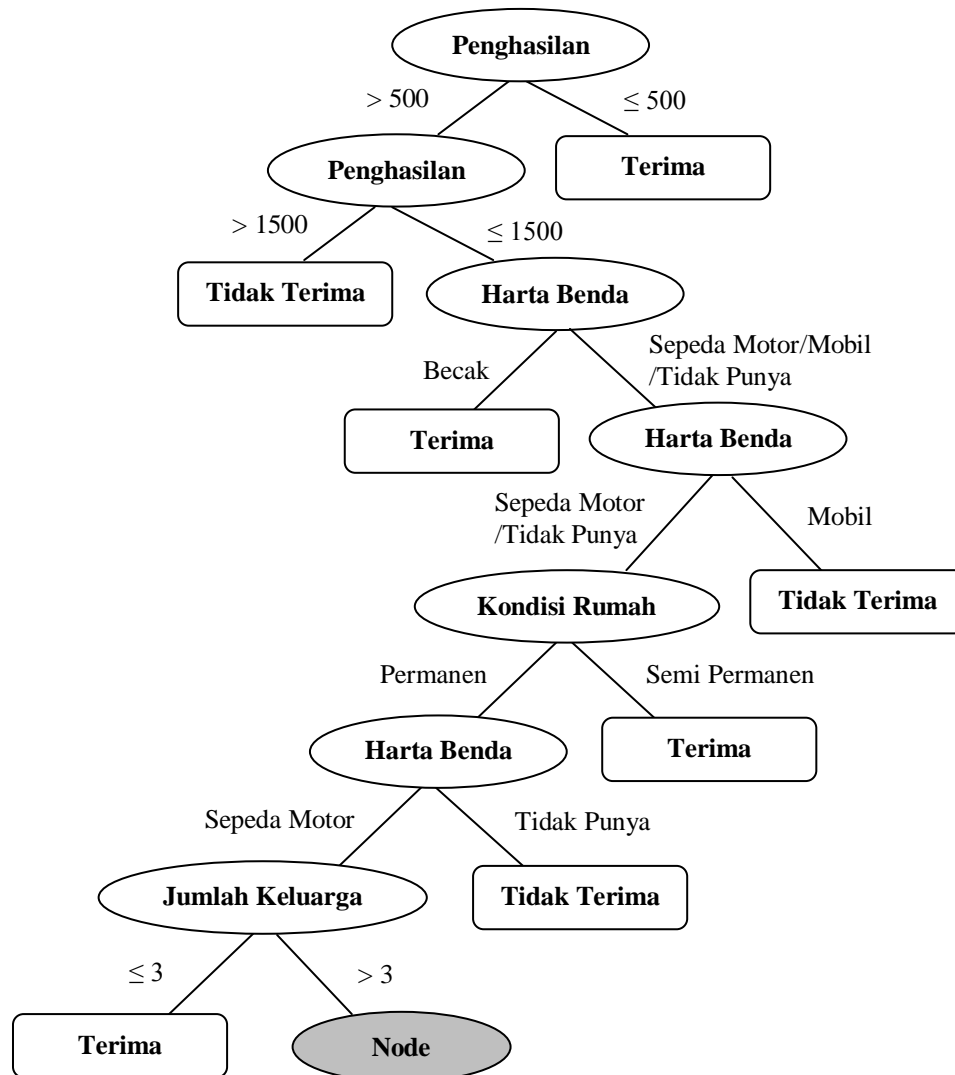 Penghasilan
> 500
≤ 500
Penghasilan
Terima
> 1500
≤ 1500
Tidak Terima
Harta Benda
Becak
Sepeda Motor/Mobil
/Tidak Punya
Terima
Harta Benda
Sepeda Motor
/Tidak Punya
Mobil
Kondisi Rumah
Tidak Terima
Permanen
Semi Permanen
Harta Benda
Terima
Sepeda Motor
Tidak Punya
Jumlah Keluarga
Tidak Terima
≤ 3
> 3
Terima
Node